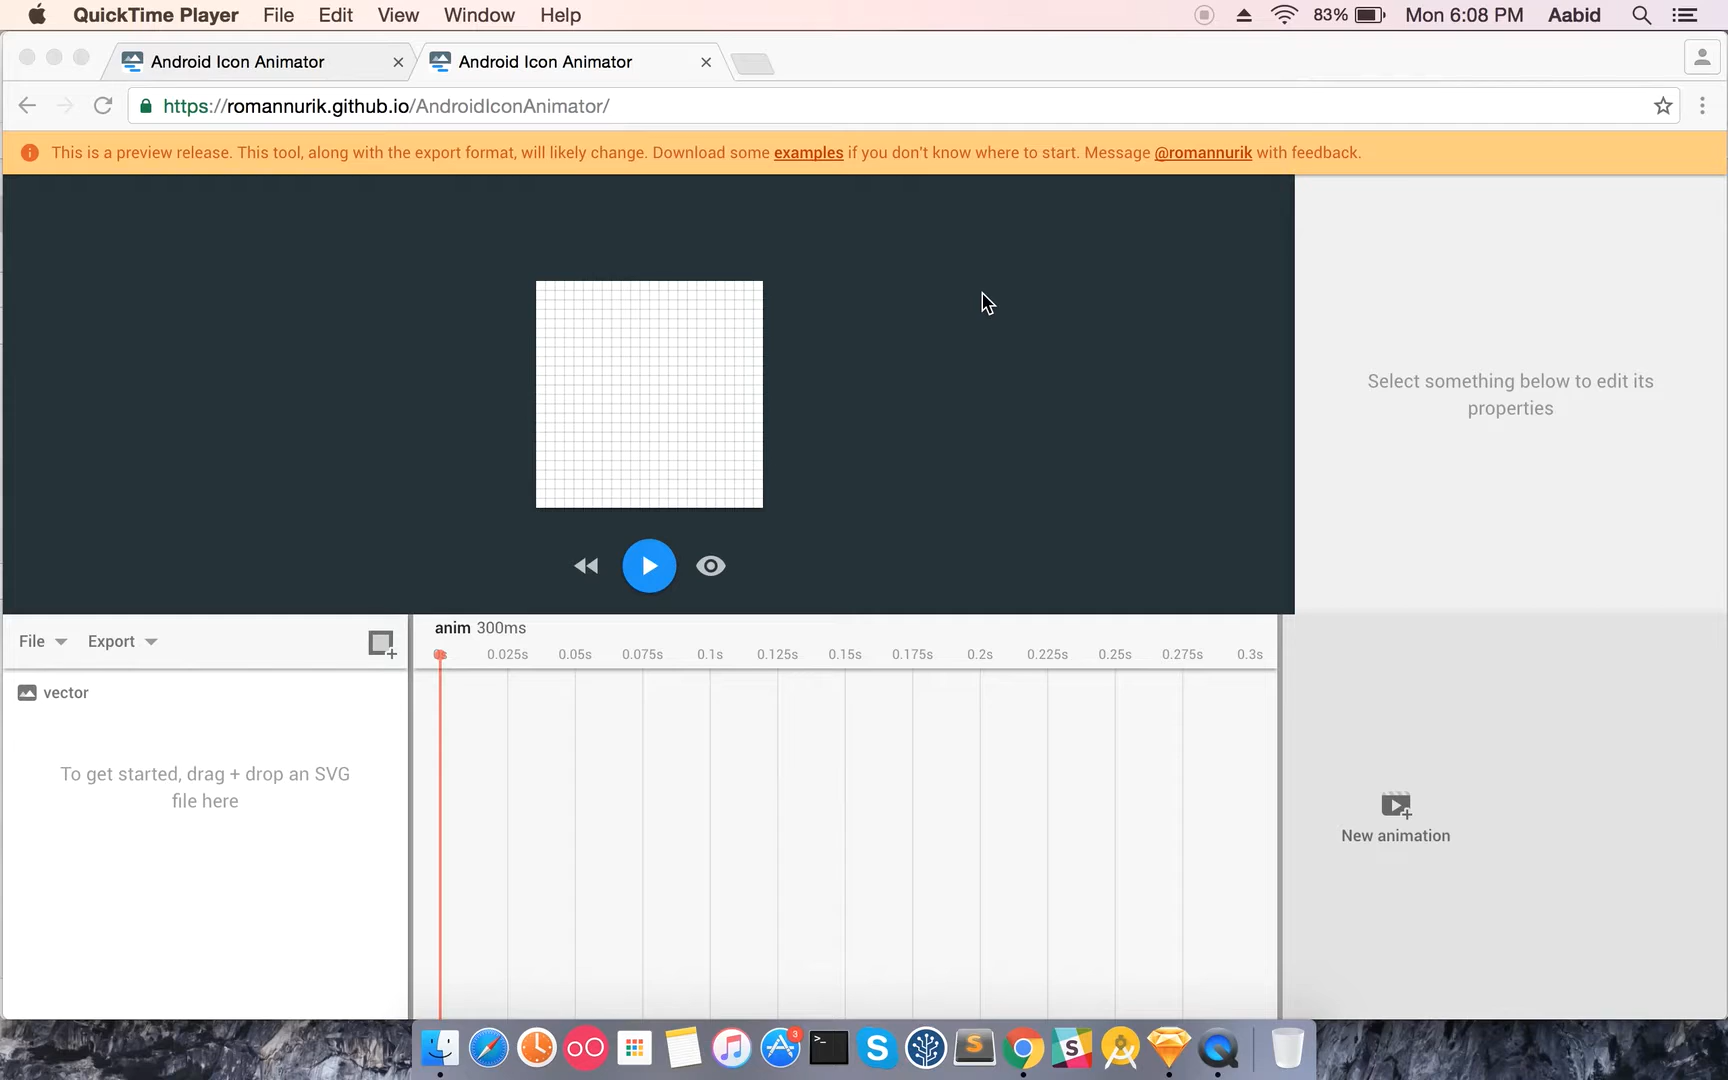 QuickTime Player File Edit View Window Help 83% Mon 6:08 PM Aabid
Android Icon Animator Android Icon Animator
https://romannurik.github.io/AndroidIconAnimator/
This is a preview release. This tool, along with the export format, will likely change. Download some examples if you don't know where to start. Message @romannurik with feedback.
Select something below to edit its
properties
File Export
anim 300ms
0s 0.025s 0.05s 0.075s 0.1s 0.125s 0.15s 0.175s 0.2s 0.225s 0.25s 0.275s 0.3s
vector
To get started, drag + drop an SVG
file here
New animation
3